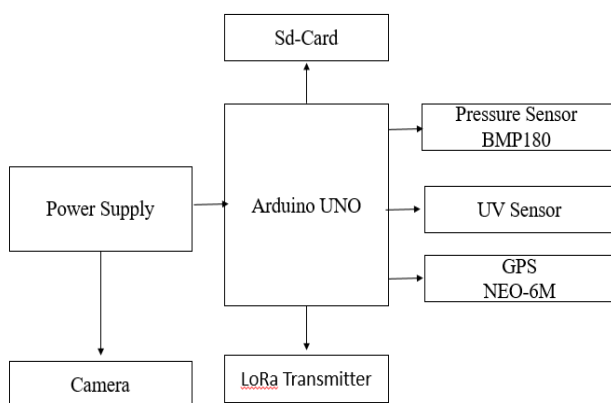 Sd-Card
Pressure Sensor
BMP180
Power Supply
Arduino UNO
UV Sensor
GPS
NEO-6M
Camera
LoRa Transmitter